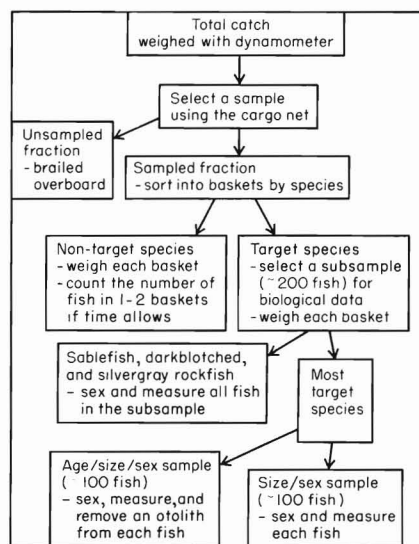 Total catch
weighed with dynamometer
Select a sample
using the cargo net
Unsampled
fraction
- brailed
overboard
Sampled fraction
- sort into baskets by species
Non-target species
- weigh each basket
- count the number
of fish in 1-2 baskets
if time allows
Target species
- select a subsample
(~200 fish) for
biological data
- weigh each basket
Sablefish, darkblotched,
and silvergray rockfish
- sex and measure all fish
in the subsample
Most
target
species
Age/size/sex sample
(~100 fish)
- sex, measure, and
remove an otolith
from each fish
Size/sex sample
(~100 fish)
- sex and measure
each fish